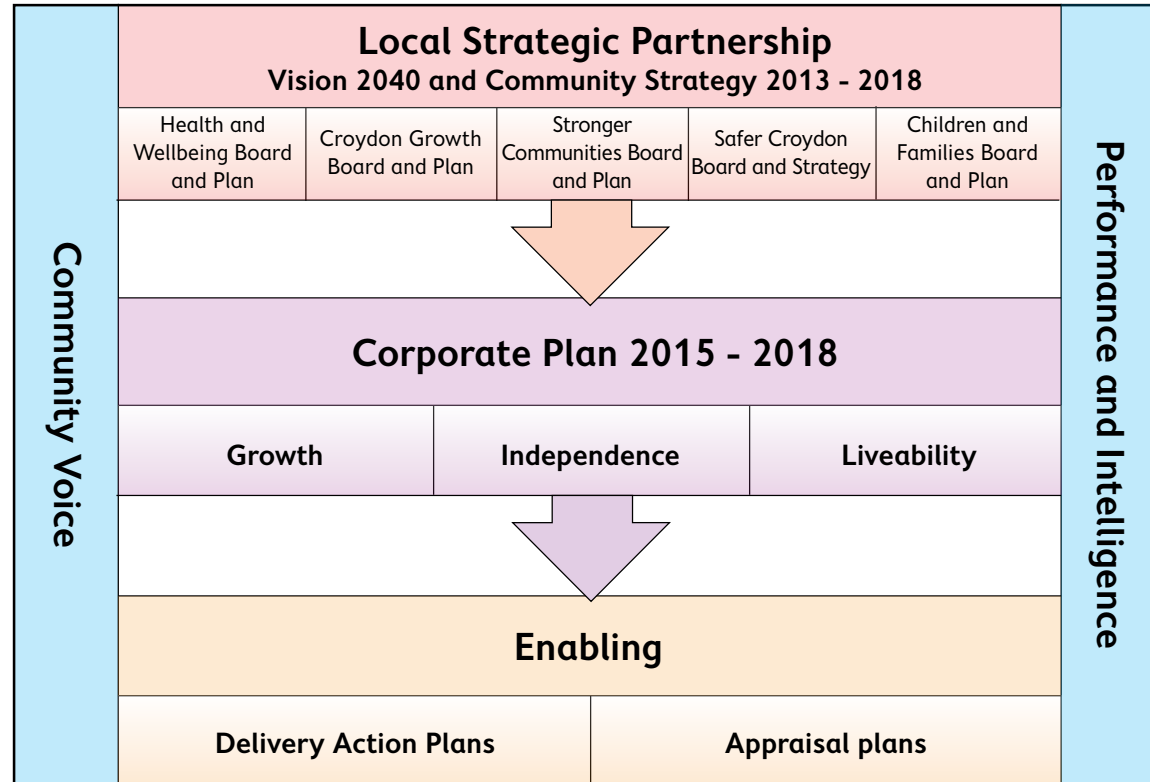 Local Strategic Partnership
Vision 2040 and Community Strategy 2013 - 2018
Health and
Wellbeing Board
and Plan
Croydon Growth
Board and Plan
Stronger
Communities Board
and Plan
Safer Croydon
Board and Strategy
Children and
Families Board
and Plan
Community Voice
Performance and Intelligence
Corporate Plan 2015 - 2018
Growth
Independence
Liveability
Enabling
Delivery Action Plans
Appraisal plans